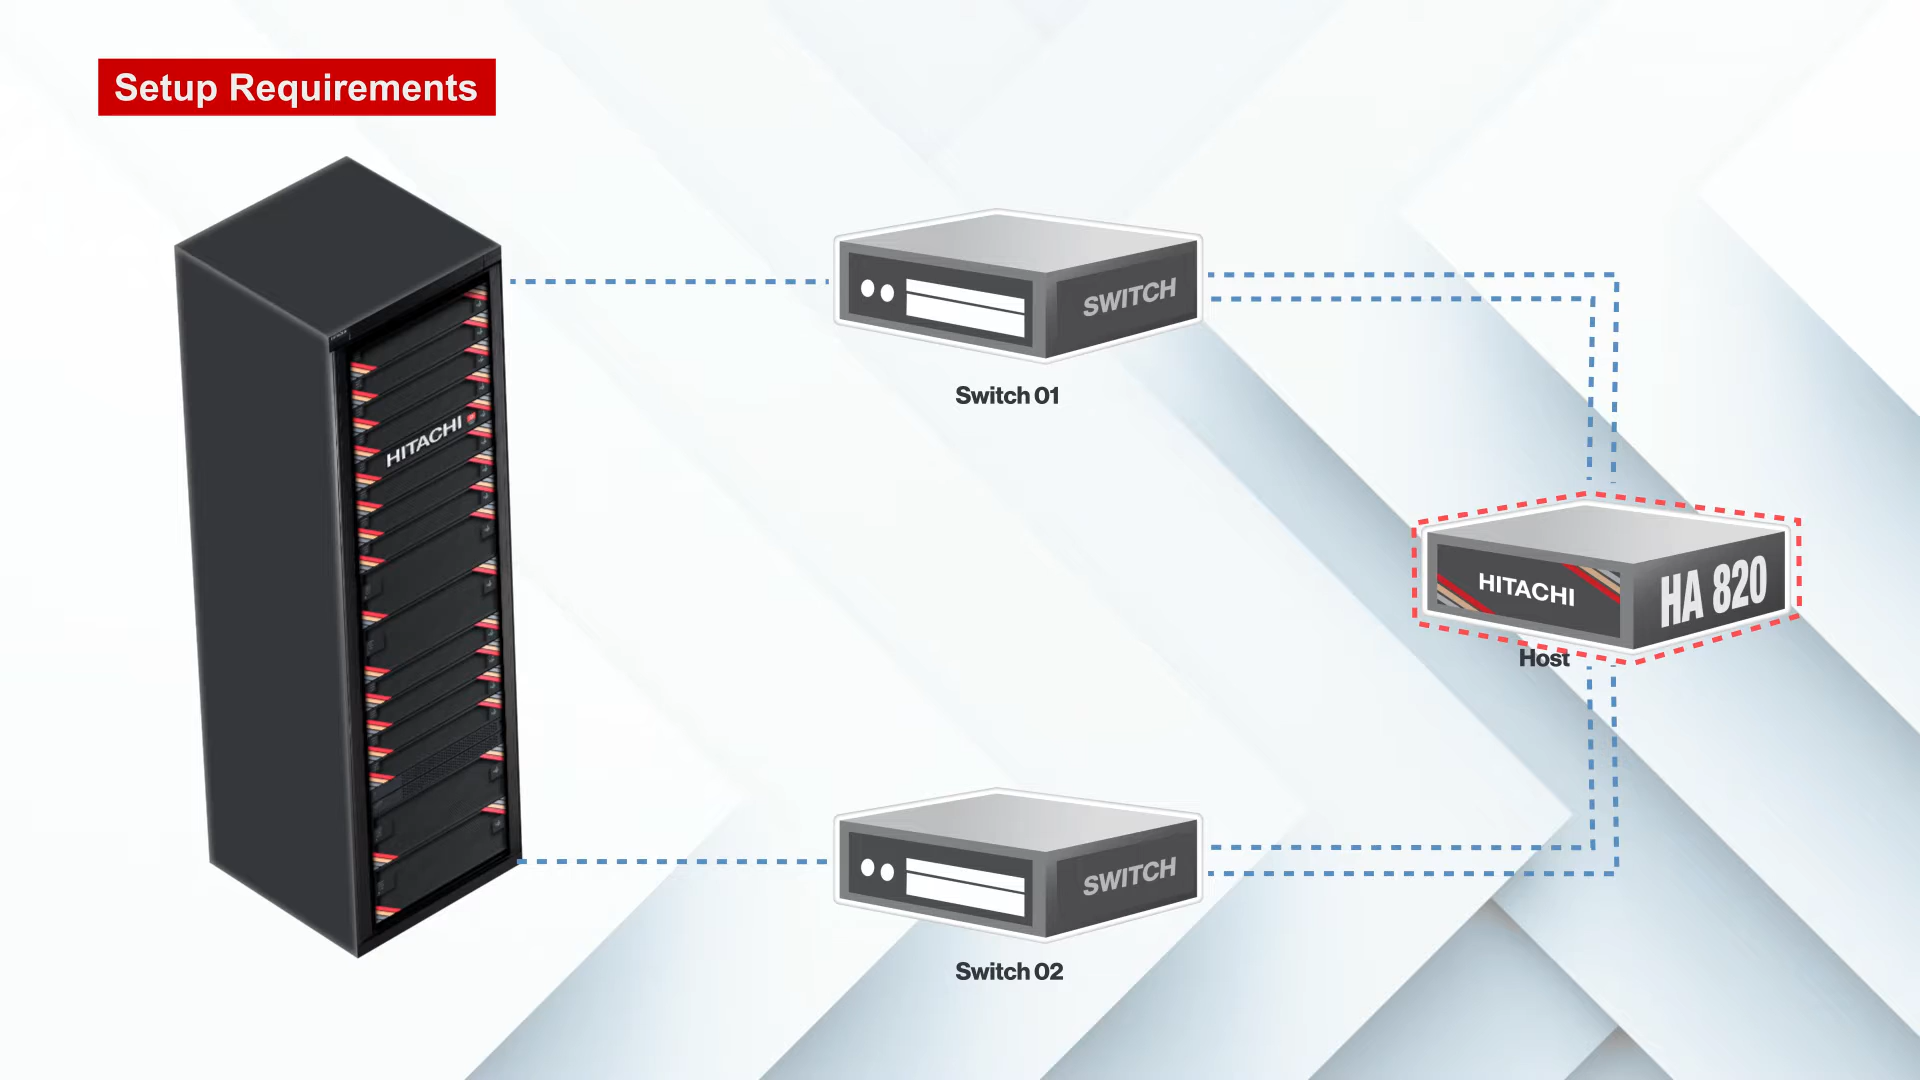 Setup Requirements
HITACHI
SWITCH
Switch 01
HITACHI
HA 820
Host
SWITCH
Switch 02